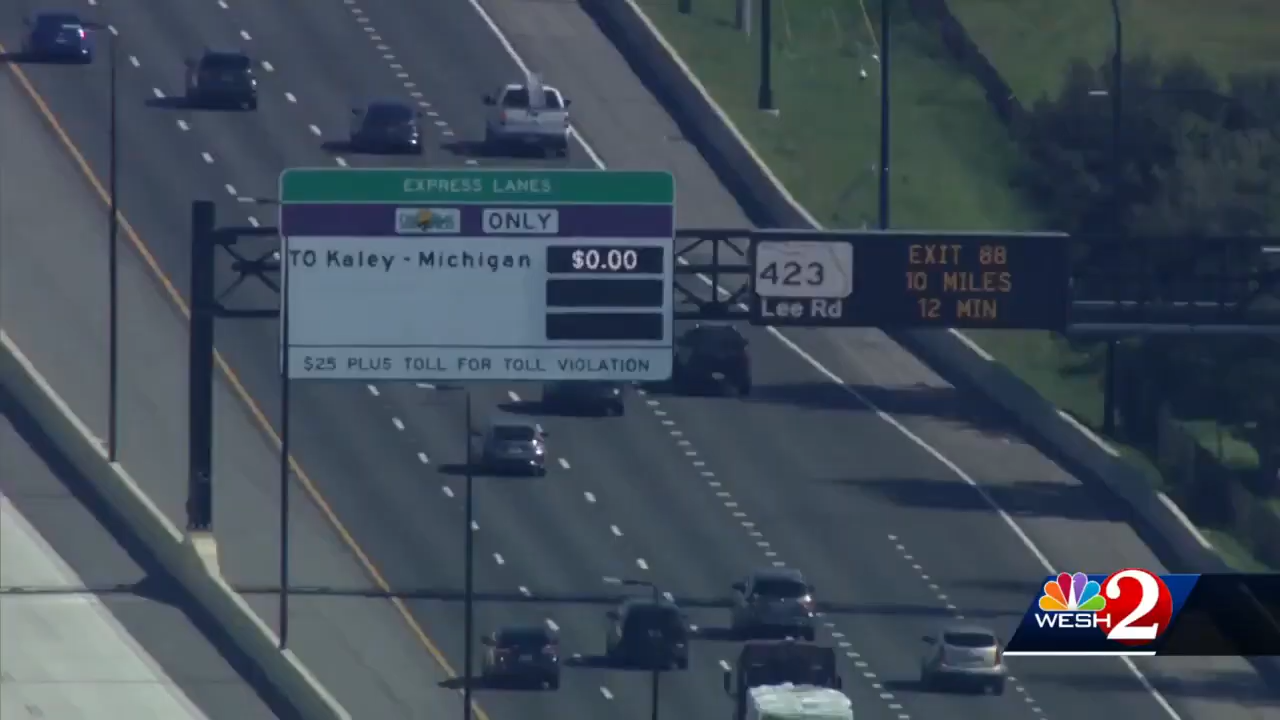 EXPRESS LANES
ONLY
TO Kaley - Michigan $0.00
$25 PLUS TOLL FOR TOLL VIOLATION
423
Lee Rd
EXIT 88
10 MILES
12 MIN
WESH 2